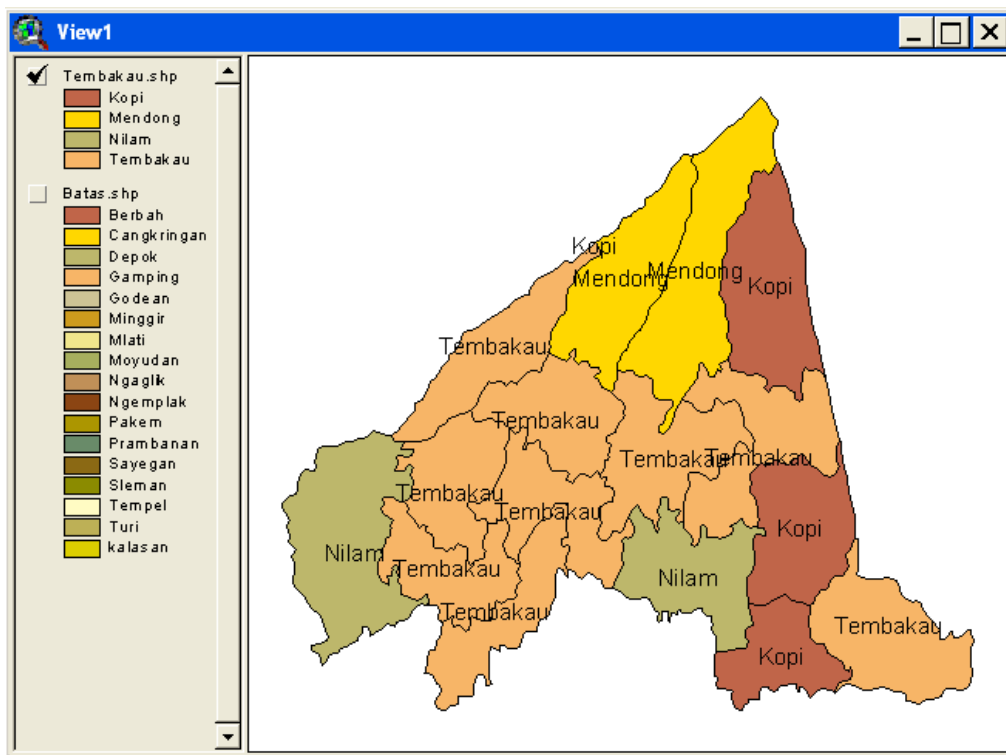 View1
Tembakau.shp
Kopi
Mendong
Nilam
Tembakau
Batas.shp
Berbah
Cangkringan
Depok
Gamping
Godean
Minggir
Mlati
Moyudan
Ngaglik
Ngemplak
Pakem
Prambanan
Sayegan
Sleman
Tempel
Turi
kalasan
Kopi
Mendong
Mendong
Kopi
Tembakau
Tembakau
Tembakau
Tembakau
Tembakau
Tembakau
Kopi
Nilam
Tembakau
Nilam
Tembakau
Tembakau
Kopi